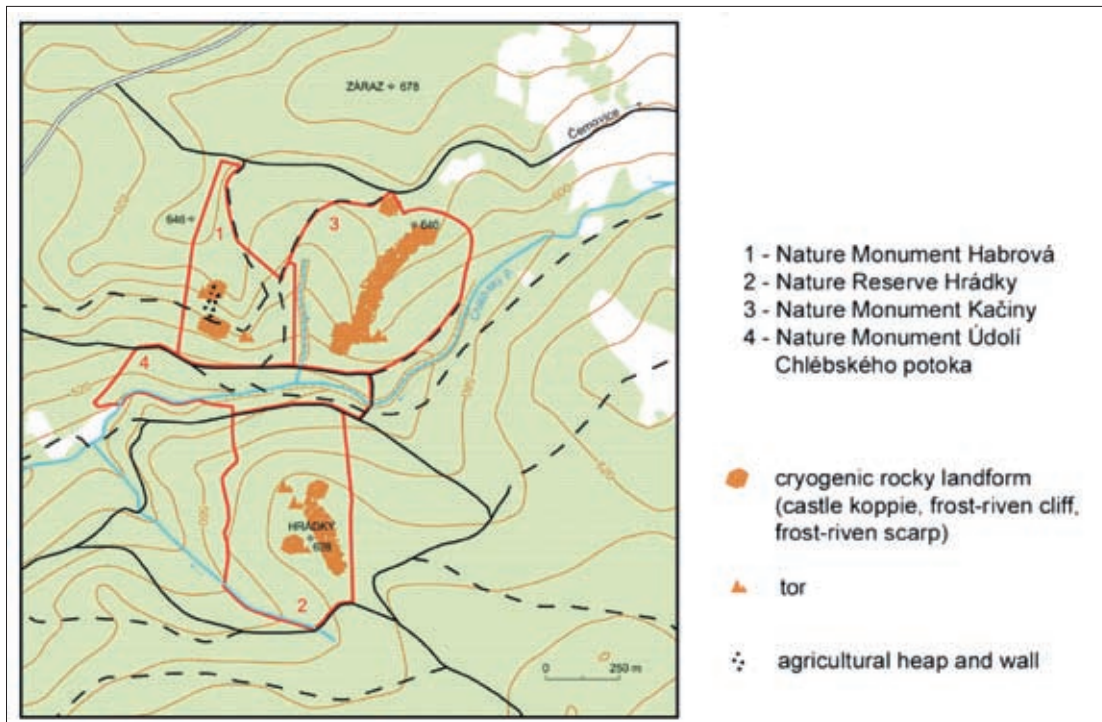 ZÁRAZ 678
Černovice
646
1
3
640
600
4
HRÁDKY
2
0 250 m
1 - Nature Monument Habrová
2 - Nature Reserve Hrádky
3 - Nature Monument Kačiny
4 - Nature Monument Údolí
Chlébského potoka
cryogenic rocky landform
(castle koppie, frost-riven cliff,
frost-riven scarp)
tor
agricultural heap and wall